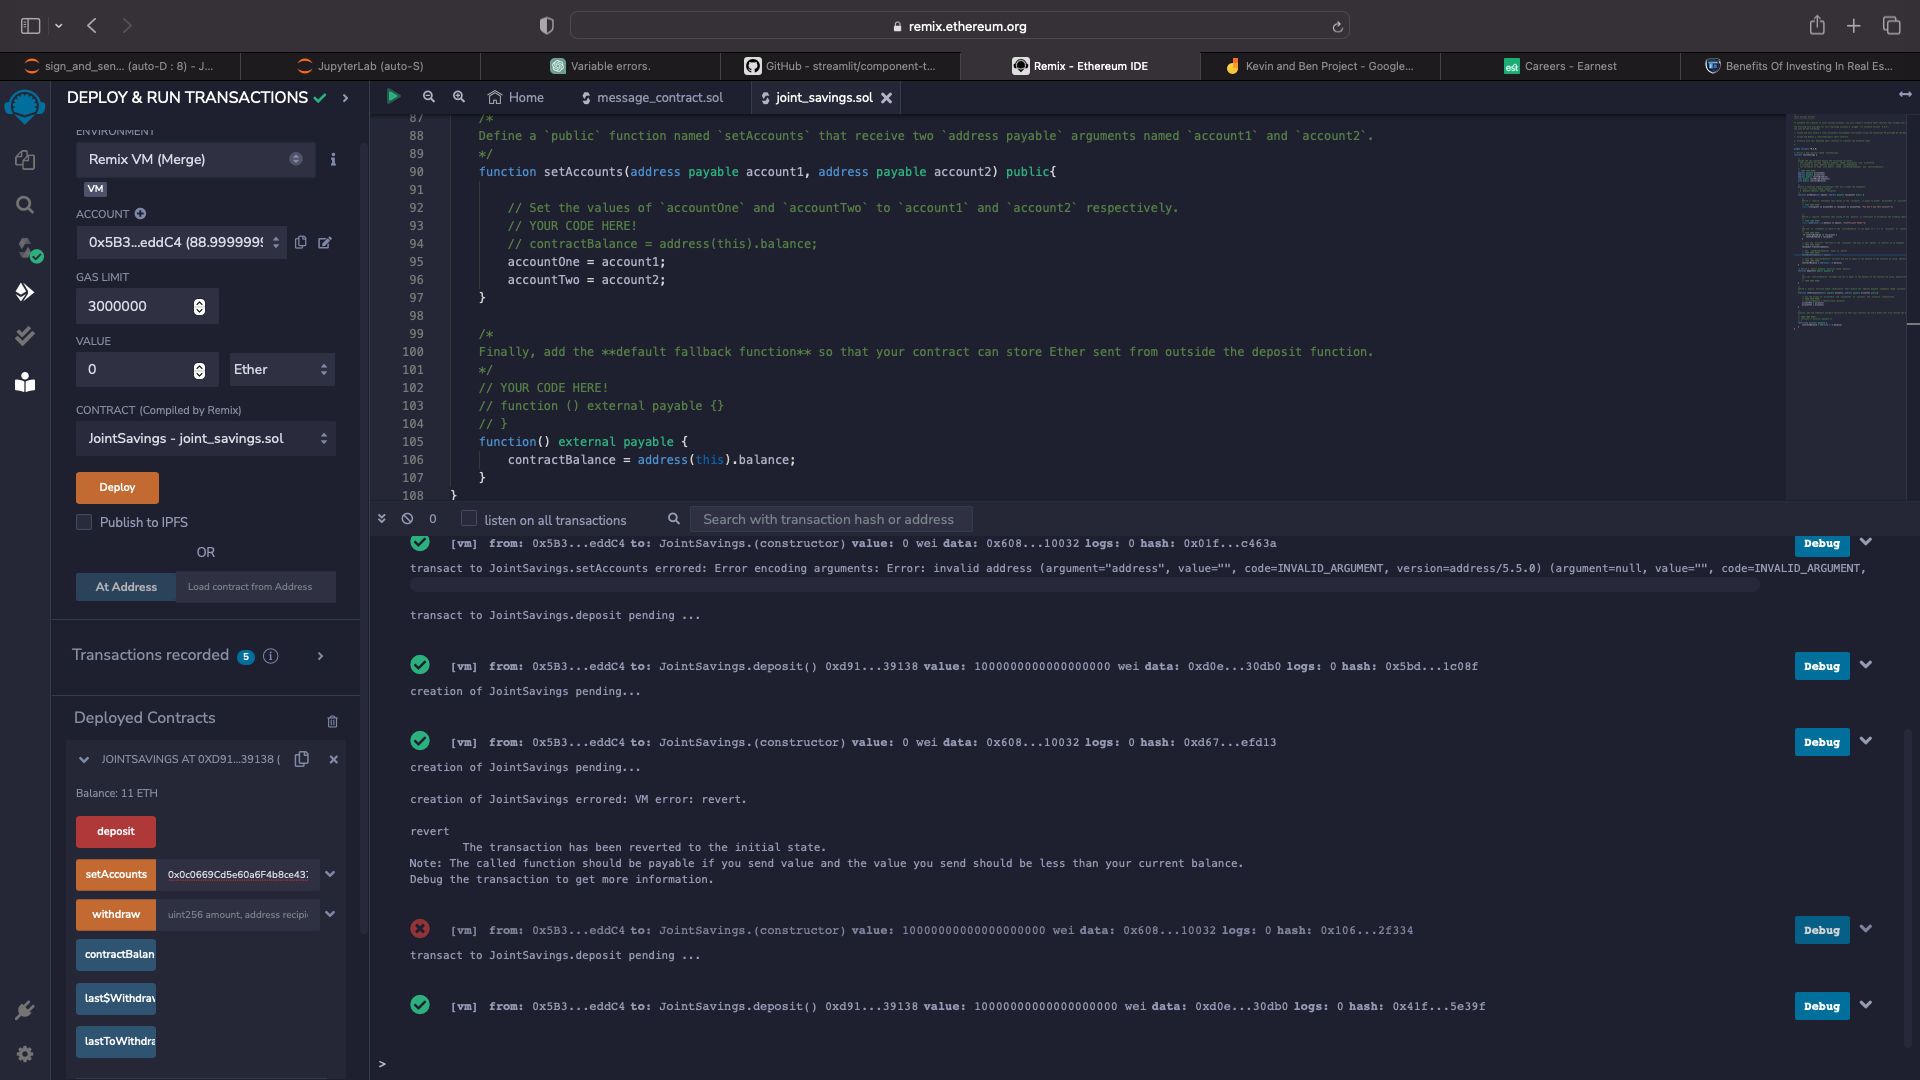 remix.ethereum.org
sign_and_sen... (auto-D : 8) - J...
JupyterLab (auto-S)
Variable errors.
GitHub - streamlit/component-t...
Remix - Ethereum IDE
Kevin and Ben Project - Google...
Careers - Earnest
Benefits Of Investing In Real Es...
DEPLOY & RUN TRANSACTIONS
ENVIRONMENT
Remix VM (Merge)
VM
ACCOUNT
0x5B3...eddC4 (88.9999999
GAS LIMIT
3000000
VALUE
0
Ether
CONTRACT (Compiled by Remix)
JointSavings - joint_savings.sol
Deploy
Publish to IPFS
OR
At Address
Load contract from Address
Transactions recorded 5
Deployed Contracts
JOINTSAVINGS AT 0XD91...39138 (
Balance: 11 ETH
deposit
setAccounts 0x0c0669Cd5e60a6F4b8ce437
withdraw uint256 amount, address recipi
contractBalan
last$Withdraw
lastToWithdra
Home
message_contract.sol
joint_savings.sol
87 /*
88 Define a `public` function named `setAccounts` that receive two `address payable` arguments named `account1` and `account2`.
89 */
90 function setAccounts(address payable account1, address payable account2) public{
91
92 // Set the values of `accountOne` and `accountTwo` to `account1` and `account2` respectively.
93 // YOUR CODE HERE!
94 // contractBalance = address(this).balance;
95 accountOne = account1;
96 accountTwo = account2;
97 }
98
99 /*
100 Finally, add the **default fallback function** so that your contract can store Ether sent from outside the deposit function.
101 */
102 // YOUR CODE HERE!
103 // function () external payable {}
104 // }
105 function() external payable {
106 contractBalance = address(this).balance;
107 }
108 }
0
listen on all transactions
Search with transaction hash or address
[vm] from: 0x5B3...eddC4 to: JointSavings.(constructor) value: 0 wei data: 0x608...10032 logs: 0 hash: 0x01f...c463a
Debug
transact to JointSavings.setAccounts errored: Error encoding arguments: Error: invalid address (argument="address", value="", code=INVALID_ARGUMENT, version=address/5.5.0) (argument=null, value="", code=INVALID_ARGUMENT,
transact to JointSavings.deposit pending ...
[vm] from: 0x5B3...eddC4 to: JointSavings.deposit() 0xd91...39138 value: 1000000000000000000 wei data: 0xd0e...30db0 logs: 0 hash: 0x5bd...1c08f
Debug
creation of JointSavings pending...
[vm] from: 0x5B3...eddC4 to: JointSavings.(constructor) value: 0 wei data: 0x608...10032 logs: 0 hash: 0xd67...efd13
Debug
creation of JointSavings pending...
creation of JointSavings errored: VM error: revert.
revert
The transaction has been reverted to the initial state.
Note: The called function should be payable if you send value and the value you send should be less than your current balance.
Debug the transaction to get more information.
[vm] from: 0x5B3...eddC4 to: JointSavings.(constructor) value: 10000000000000000000 wei data: 0x608...10032 logs: 0 hash: 0x106...2f334
Debug
transact to JointSavings.deposit pending ...
[vm] from: 0x5B3...eddC4 to: JointSavings.deposit() 0xd91...39138 value: 10000000000000000000 wei data: 0xd0e...30db0 logs: 0 hash: 0x41f...5e39f
Debug
>